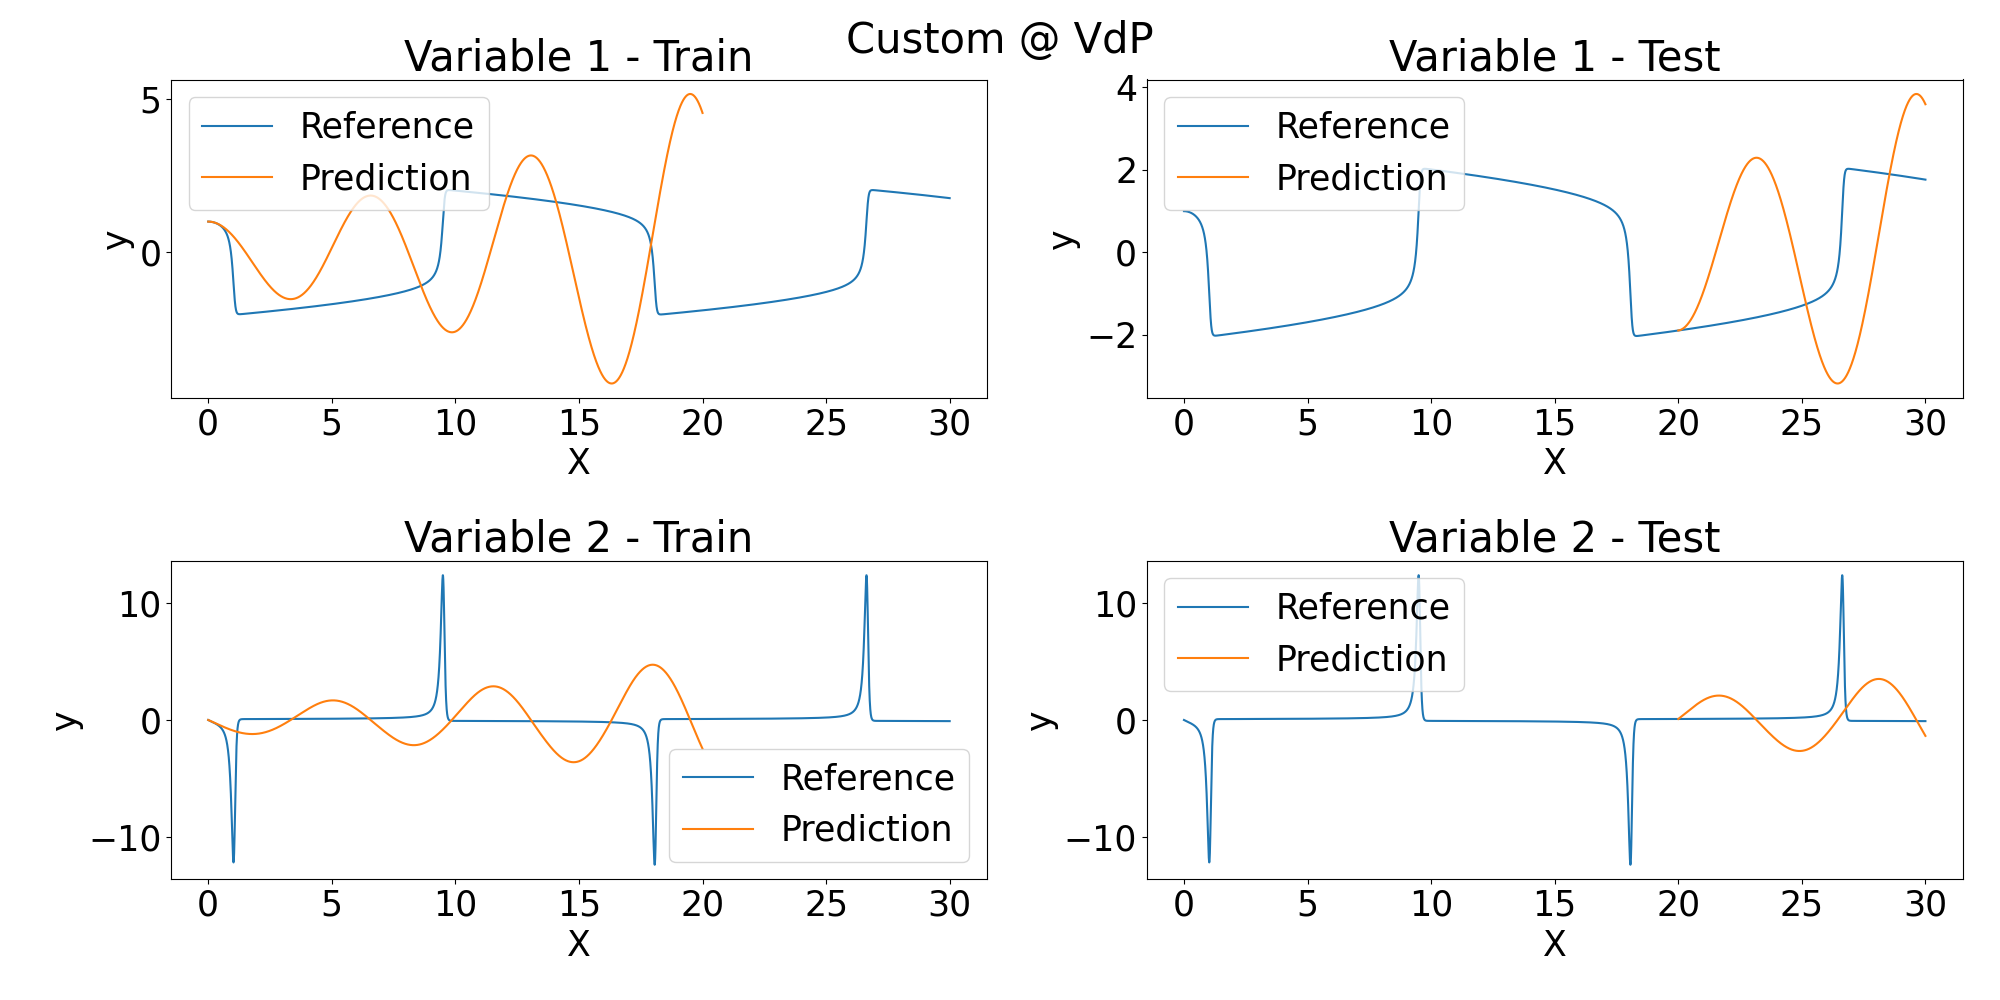 Custom @ VdP
Variable 1 - Train
5
0
y
Reference
Prediction
0 5 10 15 20 25 30
X
Variable 1 - Test
4
2
0
−2
y
Reference
Prediction
0 5 10 15 20 25 30
X
Variable 2 - Train
10
0
−10
y
Reference
Prediction
0 5 10 15 20 25 30
X
Variable 2 - Test
10
0
−10
y
Reference
Prediction
0 5 10 15 20 25 30
X